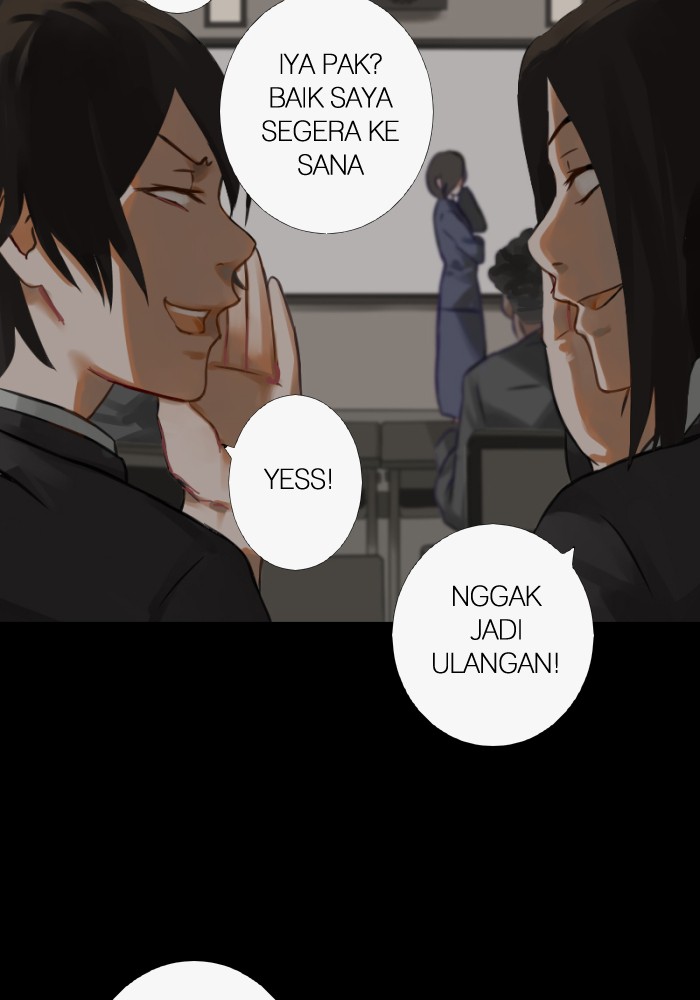 IYA PAK?
BAIK SAYA
SEGERA KE
SANA
YESS!
NGGAK
JADI
ULANGAN!